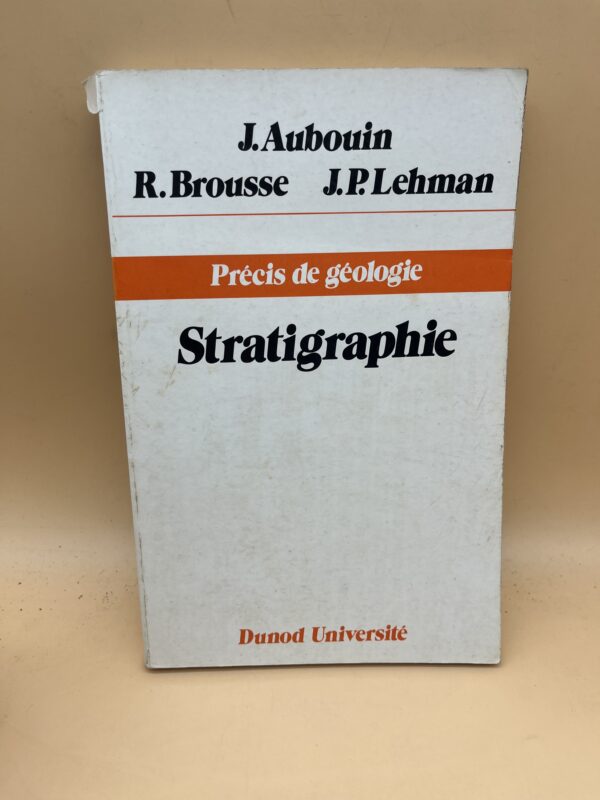 J. Aubouin
R. Brousse J.P. Lehman
Précis de géologie
Stratigraphie
Dunod Université